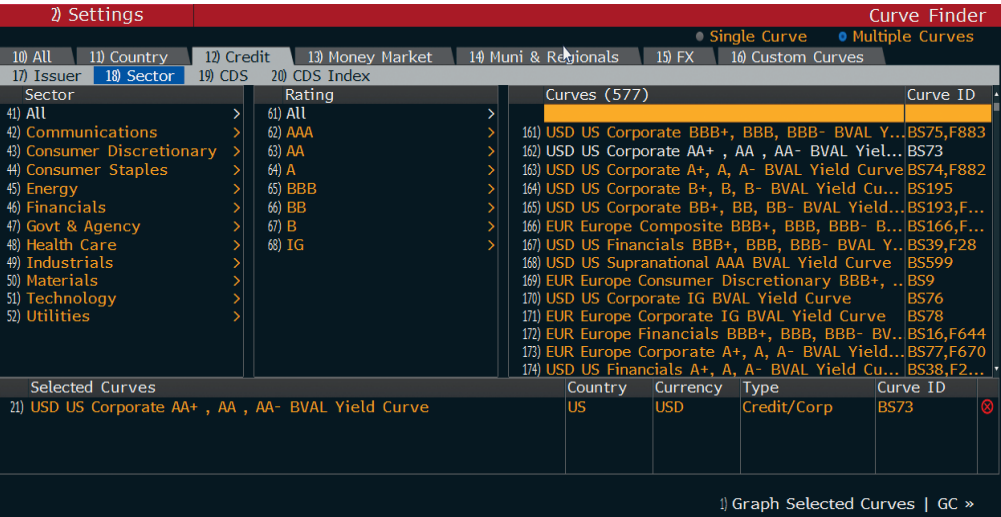 2) Settings Curve Finder
Single Curve Multiple Curves
10) All 11) Country 12) Credit 13) Money Market 14) Muni & Regionals 15) FX 16) Custom Curves
17) Issuer 18) Sector 19) CDS 20) CDS Index
Sector Rating Curves (577) Curve ID
41) All > 61) All >
42) Communications > 62) AAA > 161) USD US Corporate BBB+, BBB, BBB- BVAL Y... BS75,F883
43) Consumer Discretionary > 63) AA > 162) USD US Corporate AA+ , AA , AA- BVAL Yiel... BS73
44) Consumer Staples > 64) A > 163) USD US Corporate A+, A, A- BVAL Yield Curve BS74,F882
45) Energy > 65) BBB > 164) USD US Corporate B+, B, B- BVAL Yield Cu... BS195
46) Financials > 66) BB > 165) USD US Corporate BB+, BB, BB- BVAL Yield... BS193,F...
47) Govt & Agency > 67) B > 166) EUR Europe Composite BBB+, BBB, BBB- B... BS166,F...
48) Health Care > 68) IG > 167) USD US Financials BBB+, BBB, BBB- BVAL Y.. BS39,F28
49) Industrials > 168) USD US Supranational AAA BVAL Yield Curve BS599
50) Materials > 169) EUR Europe Consumer Discretionary BBB+, .. BS9
51) Technology > 170) USD US Corporate IG BVAL Yield Curve BS76
52) Utilities > 171) EUR Europe Corporate IG BVAL Yield Curve BS78
172) EUR Europe Financials BBB+, BBB, BBB- BV.. BS16,F644
173) EUR Europe Corporate A+, A, A- BVAL Yield... BS77,F670
174) USD US Financials A+, A, A- BVAL Yield Cu... BS38,F2...
Selected Curves Country Currency Type Curve ID
21) USD US Corporate AA+ , AA , AA- BVAL Yield Curve US USD Credit/Corp BS73
1) Graph Selected Curves | GC »